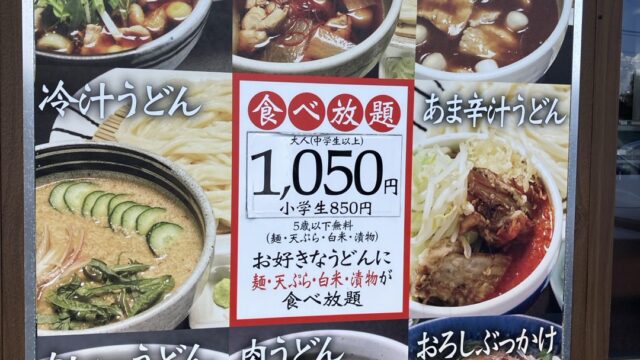 冷汁うどん
食べ放題
あま辛汁うどん
大人(中学生以上)
1,050円
小学生850円
5歳以下無料
(麺・天ぷら・白米・漬物)
お好きなうどんに
麺・天ぷら・白米・漬物が
食べ放題
肉うどん
おろしぶっかけ